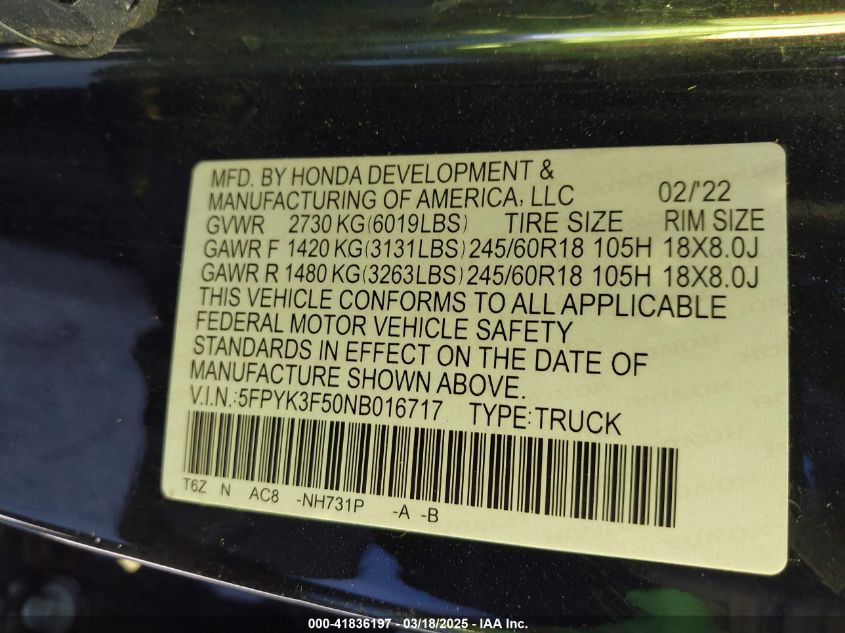 MFD. BY HONDA DEVELOPMENT &
MANUFACTURING OF AMERICA, LLC 02/'22
GVWR 2730 KG(6019LBS) TIRE SIZE RIM SIZE
GAWR F 1420 KG(3131LBS) 245/60R18 105H 18X8.0J
GAWR R 1480 KG(3263LBS) 245/60R18 105H 18X8.0J
THIS VEHICLE CONFORMS TO ALL APPLICABLE
FEDERAL MOTOR VEHICLE SAFETY
STANDARDS IN EFFECT ON THE DATE OF
MANUFACTURE SHOWN ABOVE.
V.I.N.:5FPYK3F50NB016717 TYPE:TRUCK
T6Z N AC8 -NH731P -A -B
000-41836197 - 03/18/2025 - IAA Inc.